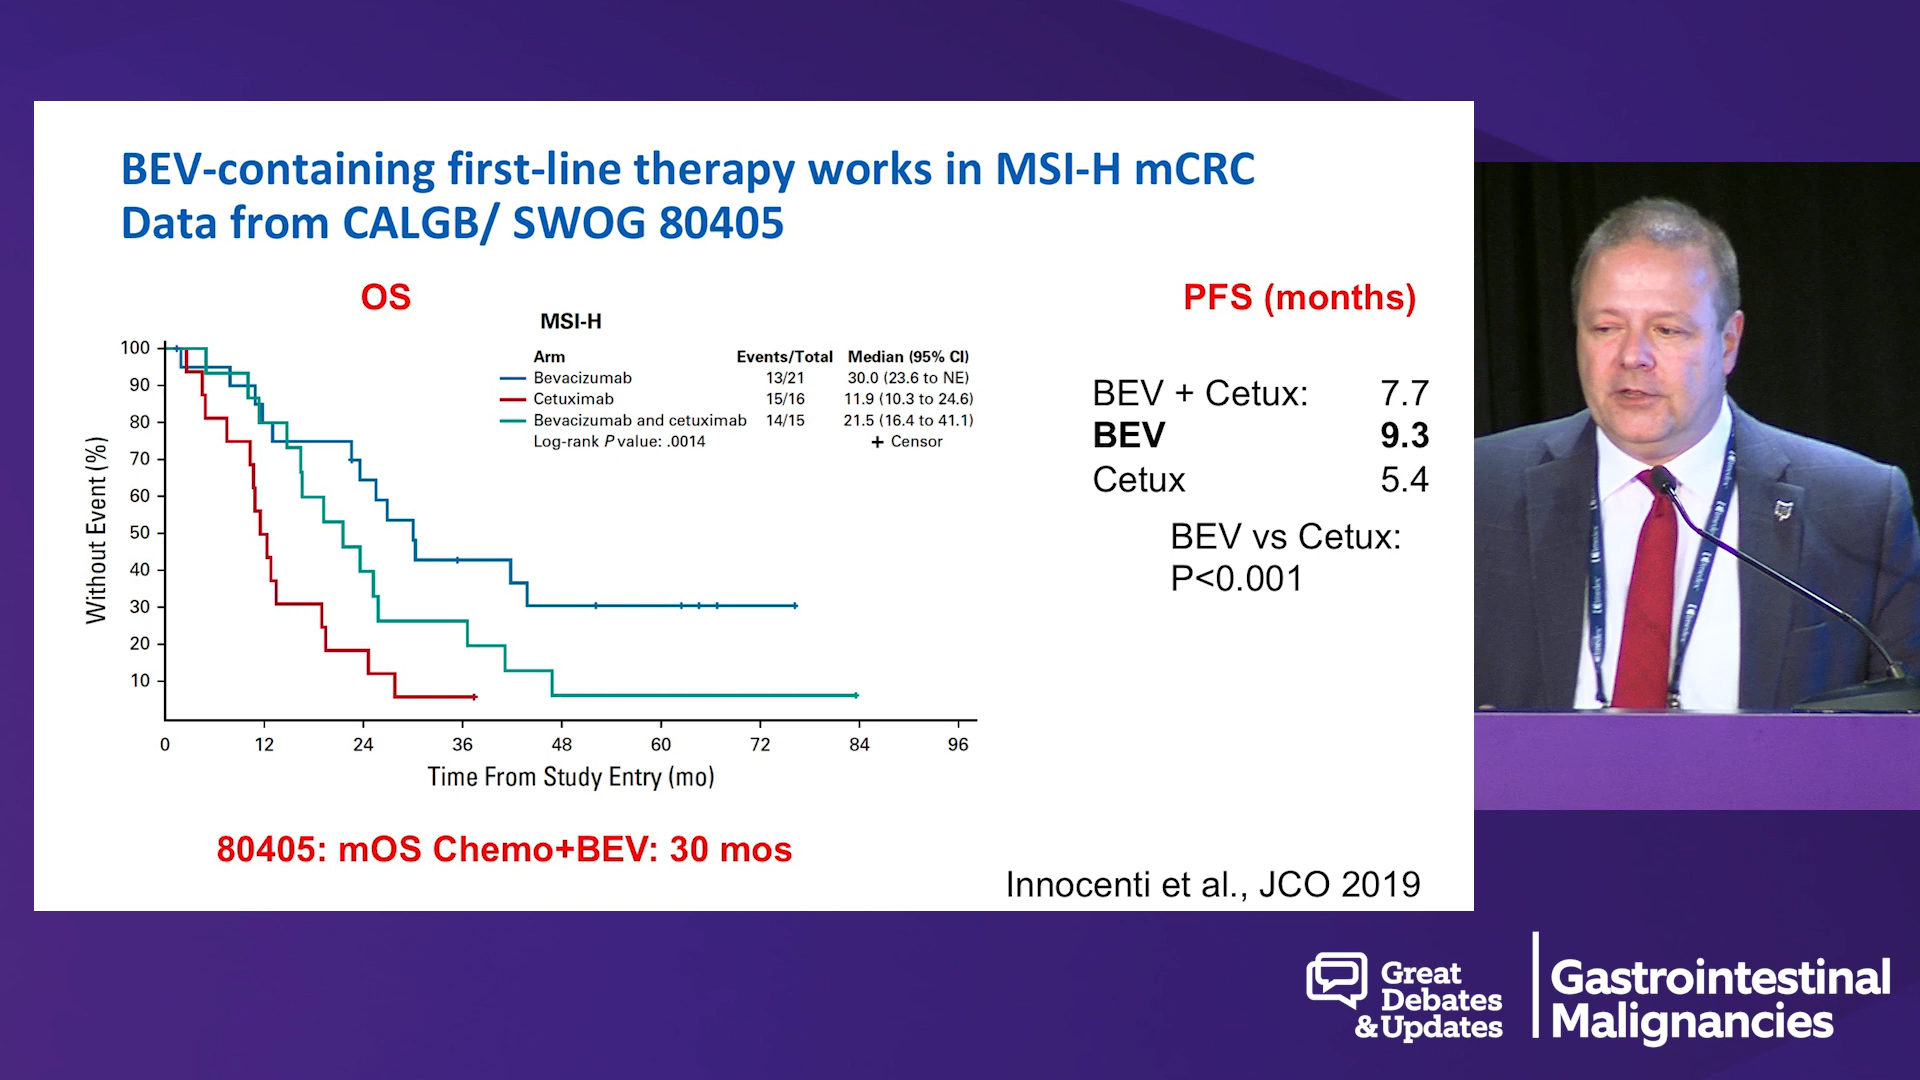 BEV-containing first-line therapy works in MSI-H mCRC
Data from CALGB/ SWOG 80405
OS
MSI-H
Arm Events/Total Median (95% CI)
Bevacizumab 13/21 30.0 (23.6 to NE)
Cetuximab 15/16 11.9 (10.3 to 24.6)
Bevacizumab and cetuximab 14/15 21.5 (16.4 to 41.1)
Log-rank P value: .0014 + Censor
Without Event (%)
100
90
80
70
60
50
40
30
20
10
0 12 24 36 48 60 72 84 96
Time From Study Entry (mo)
80405: mOS Chemo+BEV: 30 mos
PFS (months)
BEV + Cetux: 7.7
BEV 9.3
Cetux 5.4
BEV vs Cetux:
P<0.001
Innocenti et al., JCO 2019
Great
Debates
&Updates
Gastrointestinal
Malignancies